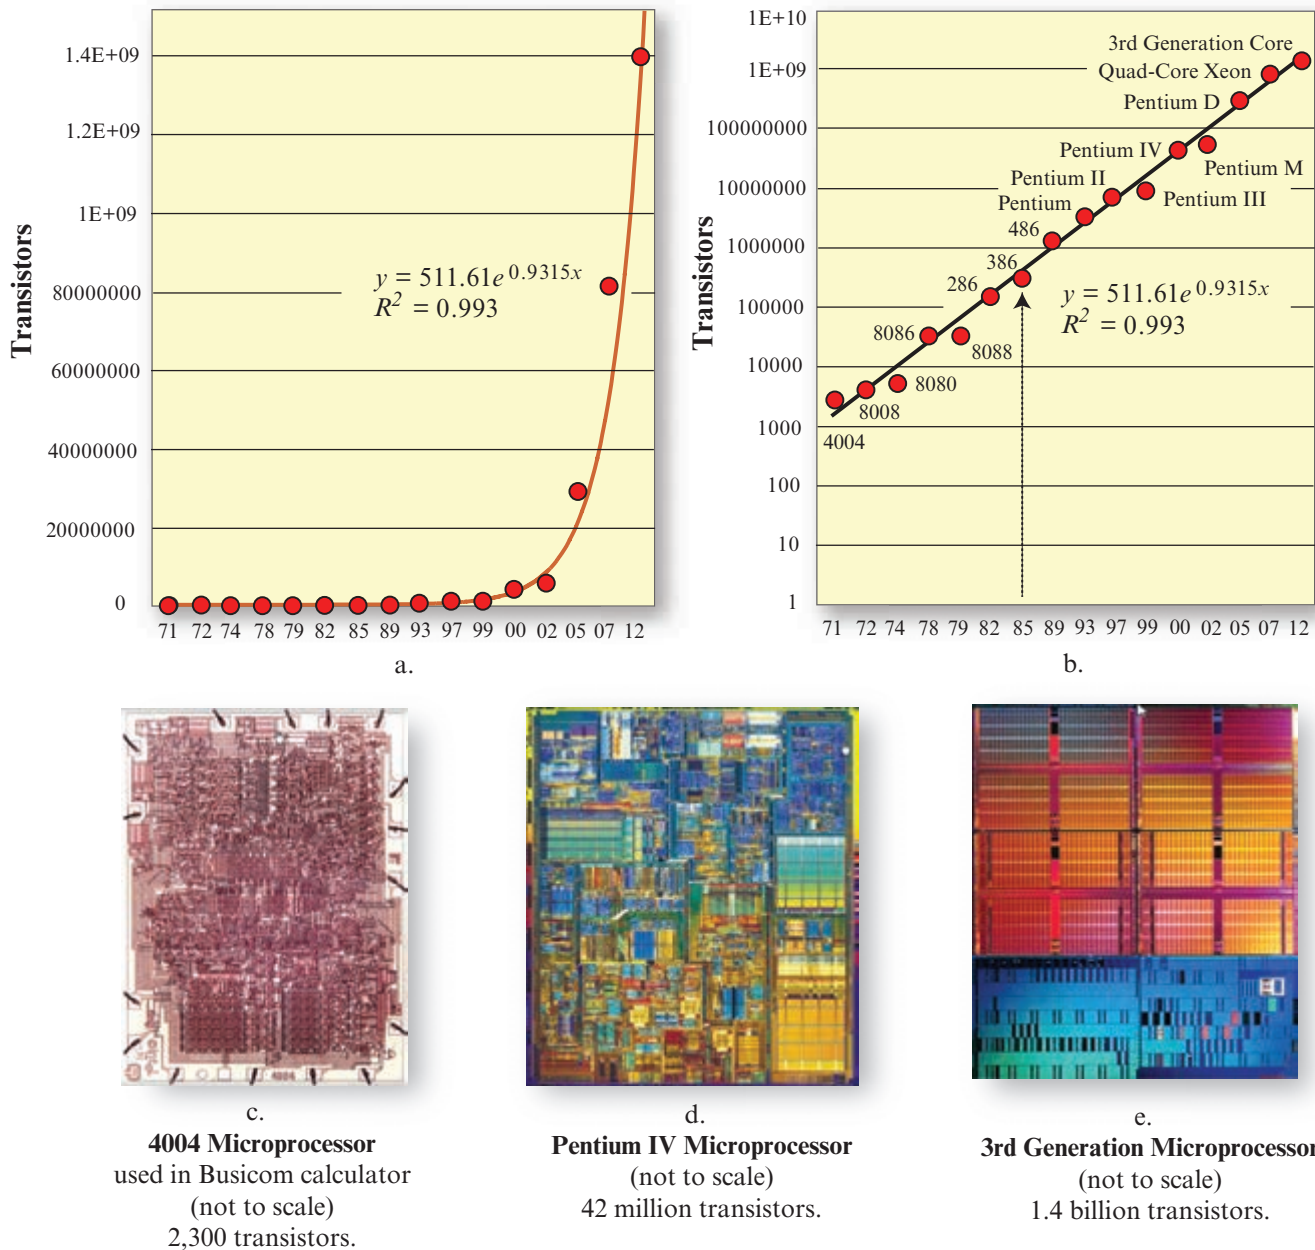 Transistors
1.4E+09
1.2E+09
1E+09
80000000
60000000
40000000
20000000
0
y = 511.61e^0.9315x
R² = 0.993
71 72 74 78 79 82 85 89 93 97 99 00 02 05 07 12
a.
Transistors
1E+10
1E+09
100000000
10000000
1000000
100000
10000
1000
100
10
1
3rd Generation Core
Quad-Core Xeon
Pentium D
Pentium IV
Pentium M
Pentium II
Pentium
Pentium III
486
386
286
y = 511.61e^0.9315x
R² = 0.993
8086
8088
8080
8008
4004
71 72 74 78 79 82 85 89 93 97 99 00 02 05 07 12
b.
4004
c.
4004 Microprocessor
used in Busicom calculator
(not to scale)
2,300 transistors.
d.
Pentium IV Microprocessor
(not to scale)
42 million transistors.
e.
3rd Generation Microprocessor
(not to scale)
1.4 billion transistors.